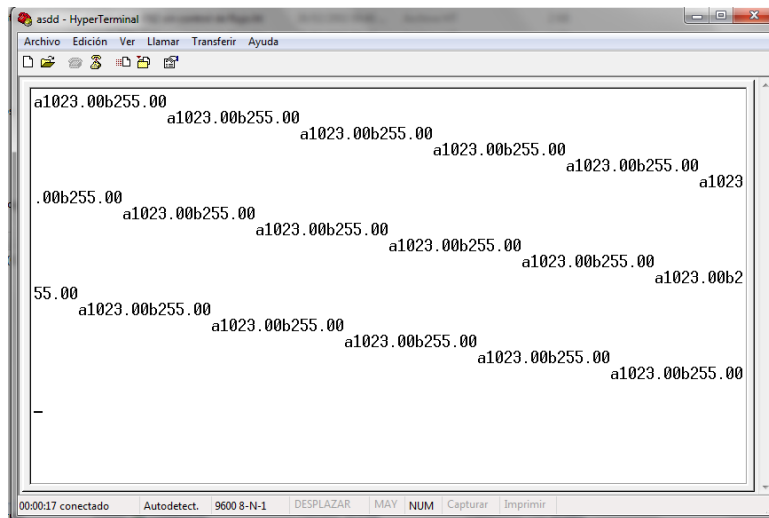 asdd - HyperTerminal
Archivo Edición Ver Llamar Transferir Ayuda
a1023.00b255.00
a1023.00b255.00
a1023.00b255.00
a1023.00b255.00
a1023.00b255.00
a1023
.00b255.00
a1023.00b255.00
a1023.00b255.00
a1023.00b255.00
a1023.00b255.00
a1023.00b2
55.00
a1023.00b255.00
a1023.00b255.00
a1023.00b255.00
a1023.00b255.00
a1023.00b255.00
00:00:17 conectado Autodetect. 9600 8-N-1 DESPLAZAR MAY NUM Capturar Imprimir